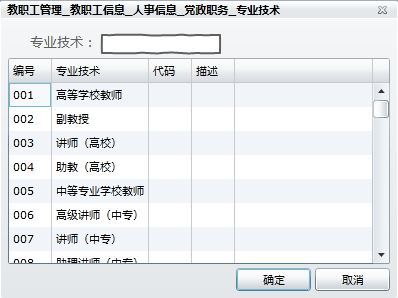 教职工管理_教职工信息_人事信息_党政职务_专业技术
专业技术：
编号 专业技术 代码 描述
001 高等学校教师
002 副教授
003 讲师（高校）
004 助教（高校）
005 中等专业学校教师
006 高级讲师（中专）
007 讲师（中专）
008 助理讲师（中专）
确定 取消